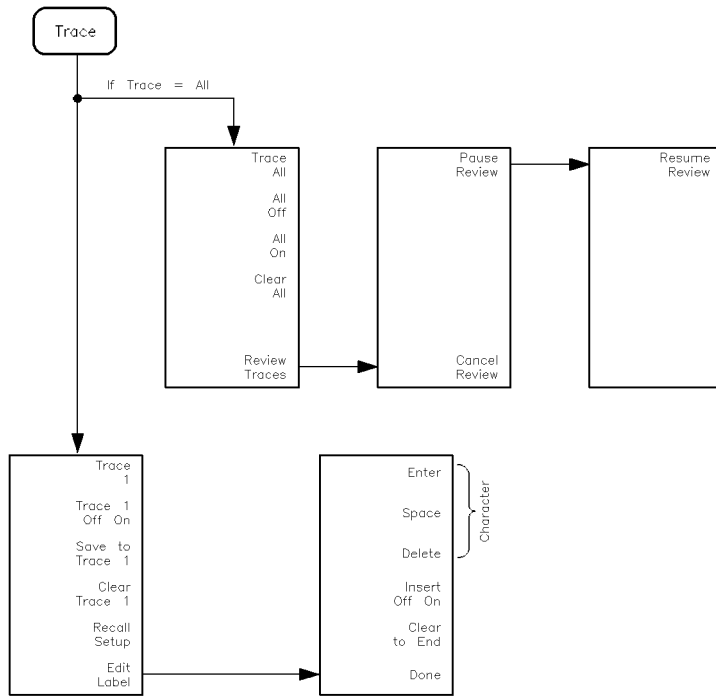 Trace
If Trace = All
Trace
All
All
Off
All
On
Clear
All
Review
Traces
Pause
Review
Cancel
Review
Resume
Review
Trace
1
Trace 1
Off On
Save to
Trace 1
Clear
Trace 1
Recall
Setup
Edit
Label
Enter
Space
Delete
Character
Insert
Off On
Clear
to End
Done